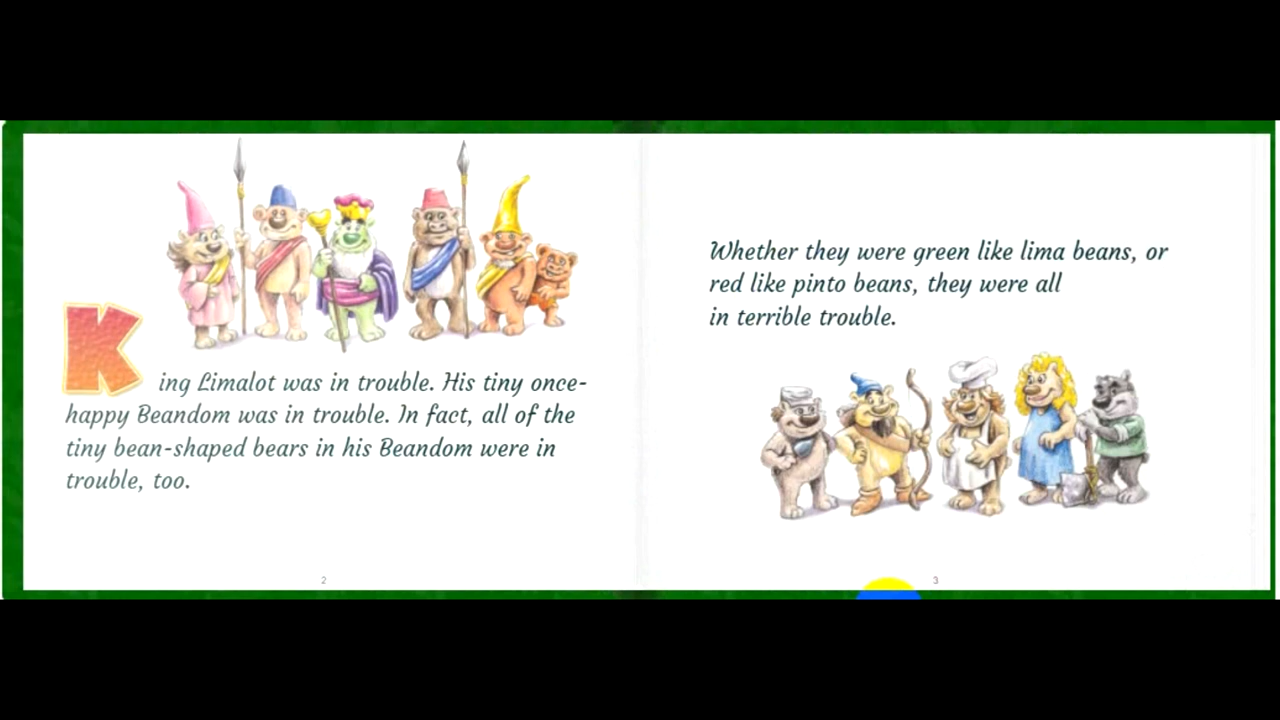 King Limalot was in trouble. His tiny once-
happy Beandom was in trouble. In fact, all of the
tiny bean-shaped bears in his Beandom were in
trouble, too.
2
Whether they were green like lima beans, or
red like pinto beans, they were all
in terrible trouble.
3